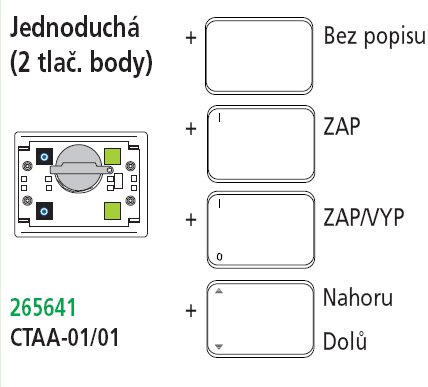 Jednoduchá
(2 tlač. body)
+ Bez popisu
+ I ZAP
+ I ZAP/VYP
0
+ Nahoru
Dolů
265641
CTAA-01/01